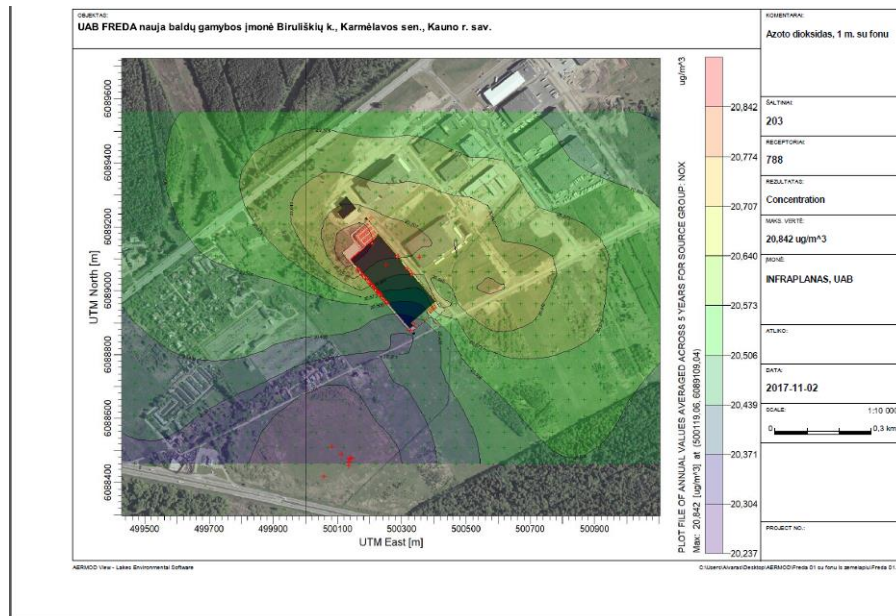 OBJEKTAS:
UAB FREDA nauja baldų gamybos įmonė Biruliškių k., Karmėlavos sen., Kauno r. sav.
KOMENTARAI:
Azoto dioksidas, 1 m. su fonu
ŠALTINIAI:
203
RECEPTORIAI:
788
REZULTATAS:
Concentration
MAKS. VERTĖ:
20,842 ug/m^3
ĮMONĖ:
INFRAPLANAS, UAB
ATLIKO:
DATA:
2017-11-02
SCALE:
1:10 000
0
0,3 km
PROJECT NO.:
ug/m^3
20,842
20,774
20,707
20,640
20,573
20,506
20,439
20,371
20,304
20,237
PLOT FILE OF ANNUAL VALUES AVERAGED ACROSS 5 YEARS FOR SOURCE GROUP: NOX
Max: 20,842 [ug/m^3] at (500119,06, 6089109,04)
UTM North [m]
6089600
6089400
6089200
6089000
6088800
6088600
6088400
499500
499700
499900
500100
500300
500500
500700
500900
UTM East [m]
AERMOD View - Lakes Environmental Software